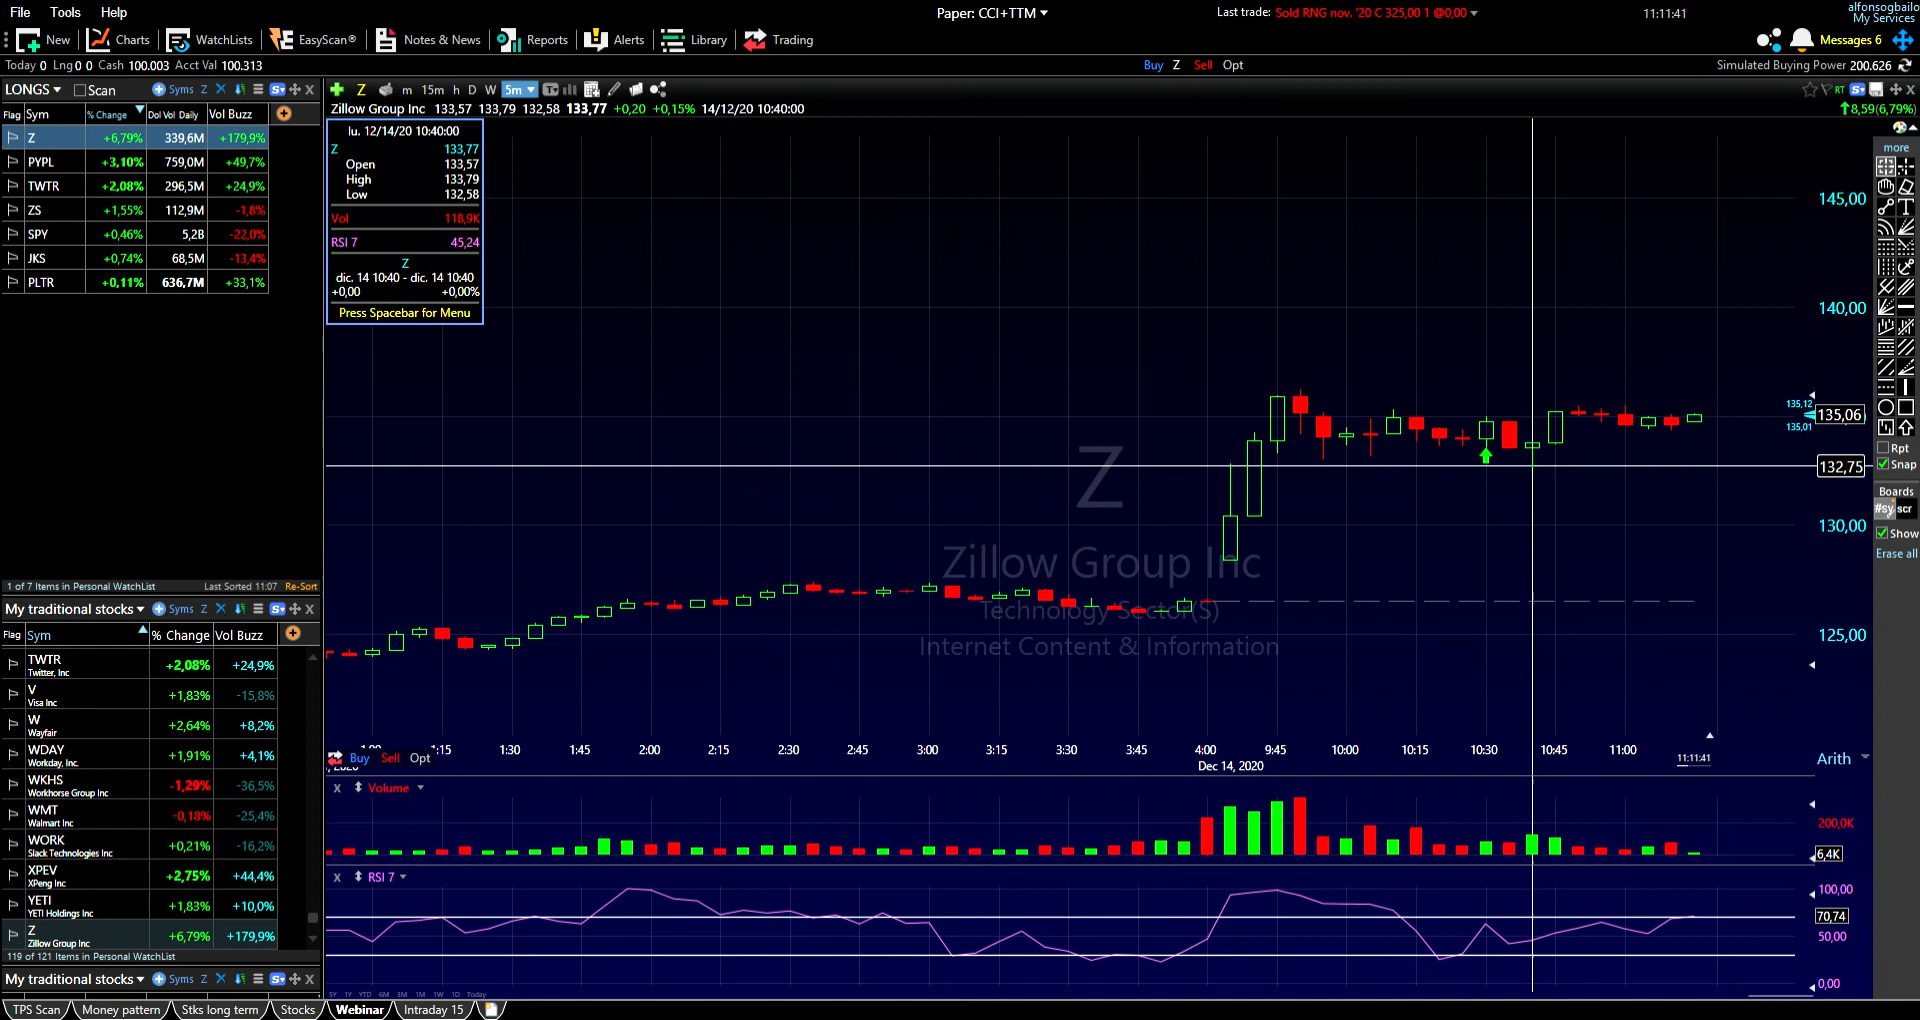 File Tools Help
Paper: CCI+TTM
Last trade: Sold RNG nov. '20 C 325,00 1 @0,00
11:11:41
alfonsogbailo
My Services
New Charts WatchLists EasyScan® Notes & News Reports Alerts Library Trading
Messages 6
Today 0 Lng 0 0 Cash 100.003 Acct Val 100.313
Buy Z Sell Opt
Simulated Buying Power 200.626
LONGS Scan Syms Z X
Flag Sym % Change Dol Vol Daily Vol Buzz
Z +6,79% 339,6M +179,9%
PYPL +3,10% 759,0M +49,7%
TWTR +2,08% 296,5M +24,9%
ZS +1,55% 112,9M -1,8%
SPY +0,46% 5,2B -22,0%
JKS +0,74% 68,5M -13,4%
PLTR +0,11% 636,7M +33,1%
1 of 7 Items in Personal WatchList Last Sorted 11:07 Re-Sort
My traditional stocks Syms Z X
Flag Sym % Change Vol Buzz
TWTR +2,08% +24,9%
Twitter, Inc
V +1,83% -15,8%
Visa Inc
W +2,64% +8,2%
Wayfair
WDAY +1,91% +4,1%
Workday, Inc.
WKHS -1,29% -36,5%
Workhorse Group Inc
WMT -0,18% -25,4%
Walmart Inc
WORK +0,21% -16,2%
Slack Technologies Inc
XPEV +2,75% +44,4%
XPeng Inc
YETI +1,83% +10,0%
YETI Holdings Inc
Z +6,79% +179,9%
Zillow Group Inc
119 of 121 Items in Personal WatchList
My traditional stocks Syms Z X
Z m 15m h D W 5m
RT
Zillow Group Inc 133,57 133,79 132,58 133,77 +0,20 +0,15% 14/12/20 10:40:00
8,59(6,79%)
lu. 12/14/20 10:40:00
Z 133,77
Open 133,57
High 133,79
Low 132,58
Vol 118,9K
RSI 7 45,24
Z
dic. 14 10:40 - dic. 14 10:40
+0,00 +0,00%
Press Spacebar for Menu
Z
Zillow Group Inc
Technology Sector(S)
Internet Content & Information
145,00
140,00
135,12
135,06
135,01
132,75
130,00
125,00
more
Rpt
Snap
Boards
#sy scr
Show
Erase all
1:15 1:30 1:45 2:00 2:15 2:30 2:45 3:00 3:15 3:30 3:45 4:00 9:45 10:00 10:15 10:30 10:45 11:00
Buy Sell Opt
Dec 14, 2020
11:11:41
Arith
X Volume
200,0K
6,4K
X RSI 7
100,00
70,74
50,00
0,00
5Y 1Y YTD 6M 3M 1M 1W 1D Today
TPS Scan Money pattern Stks long term Stocks Webinar Intraday 15